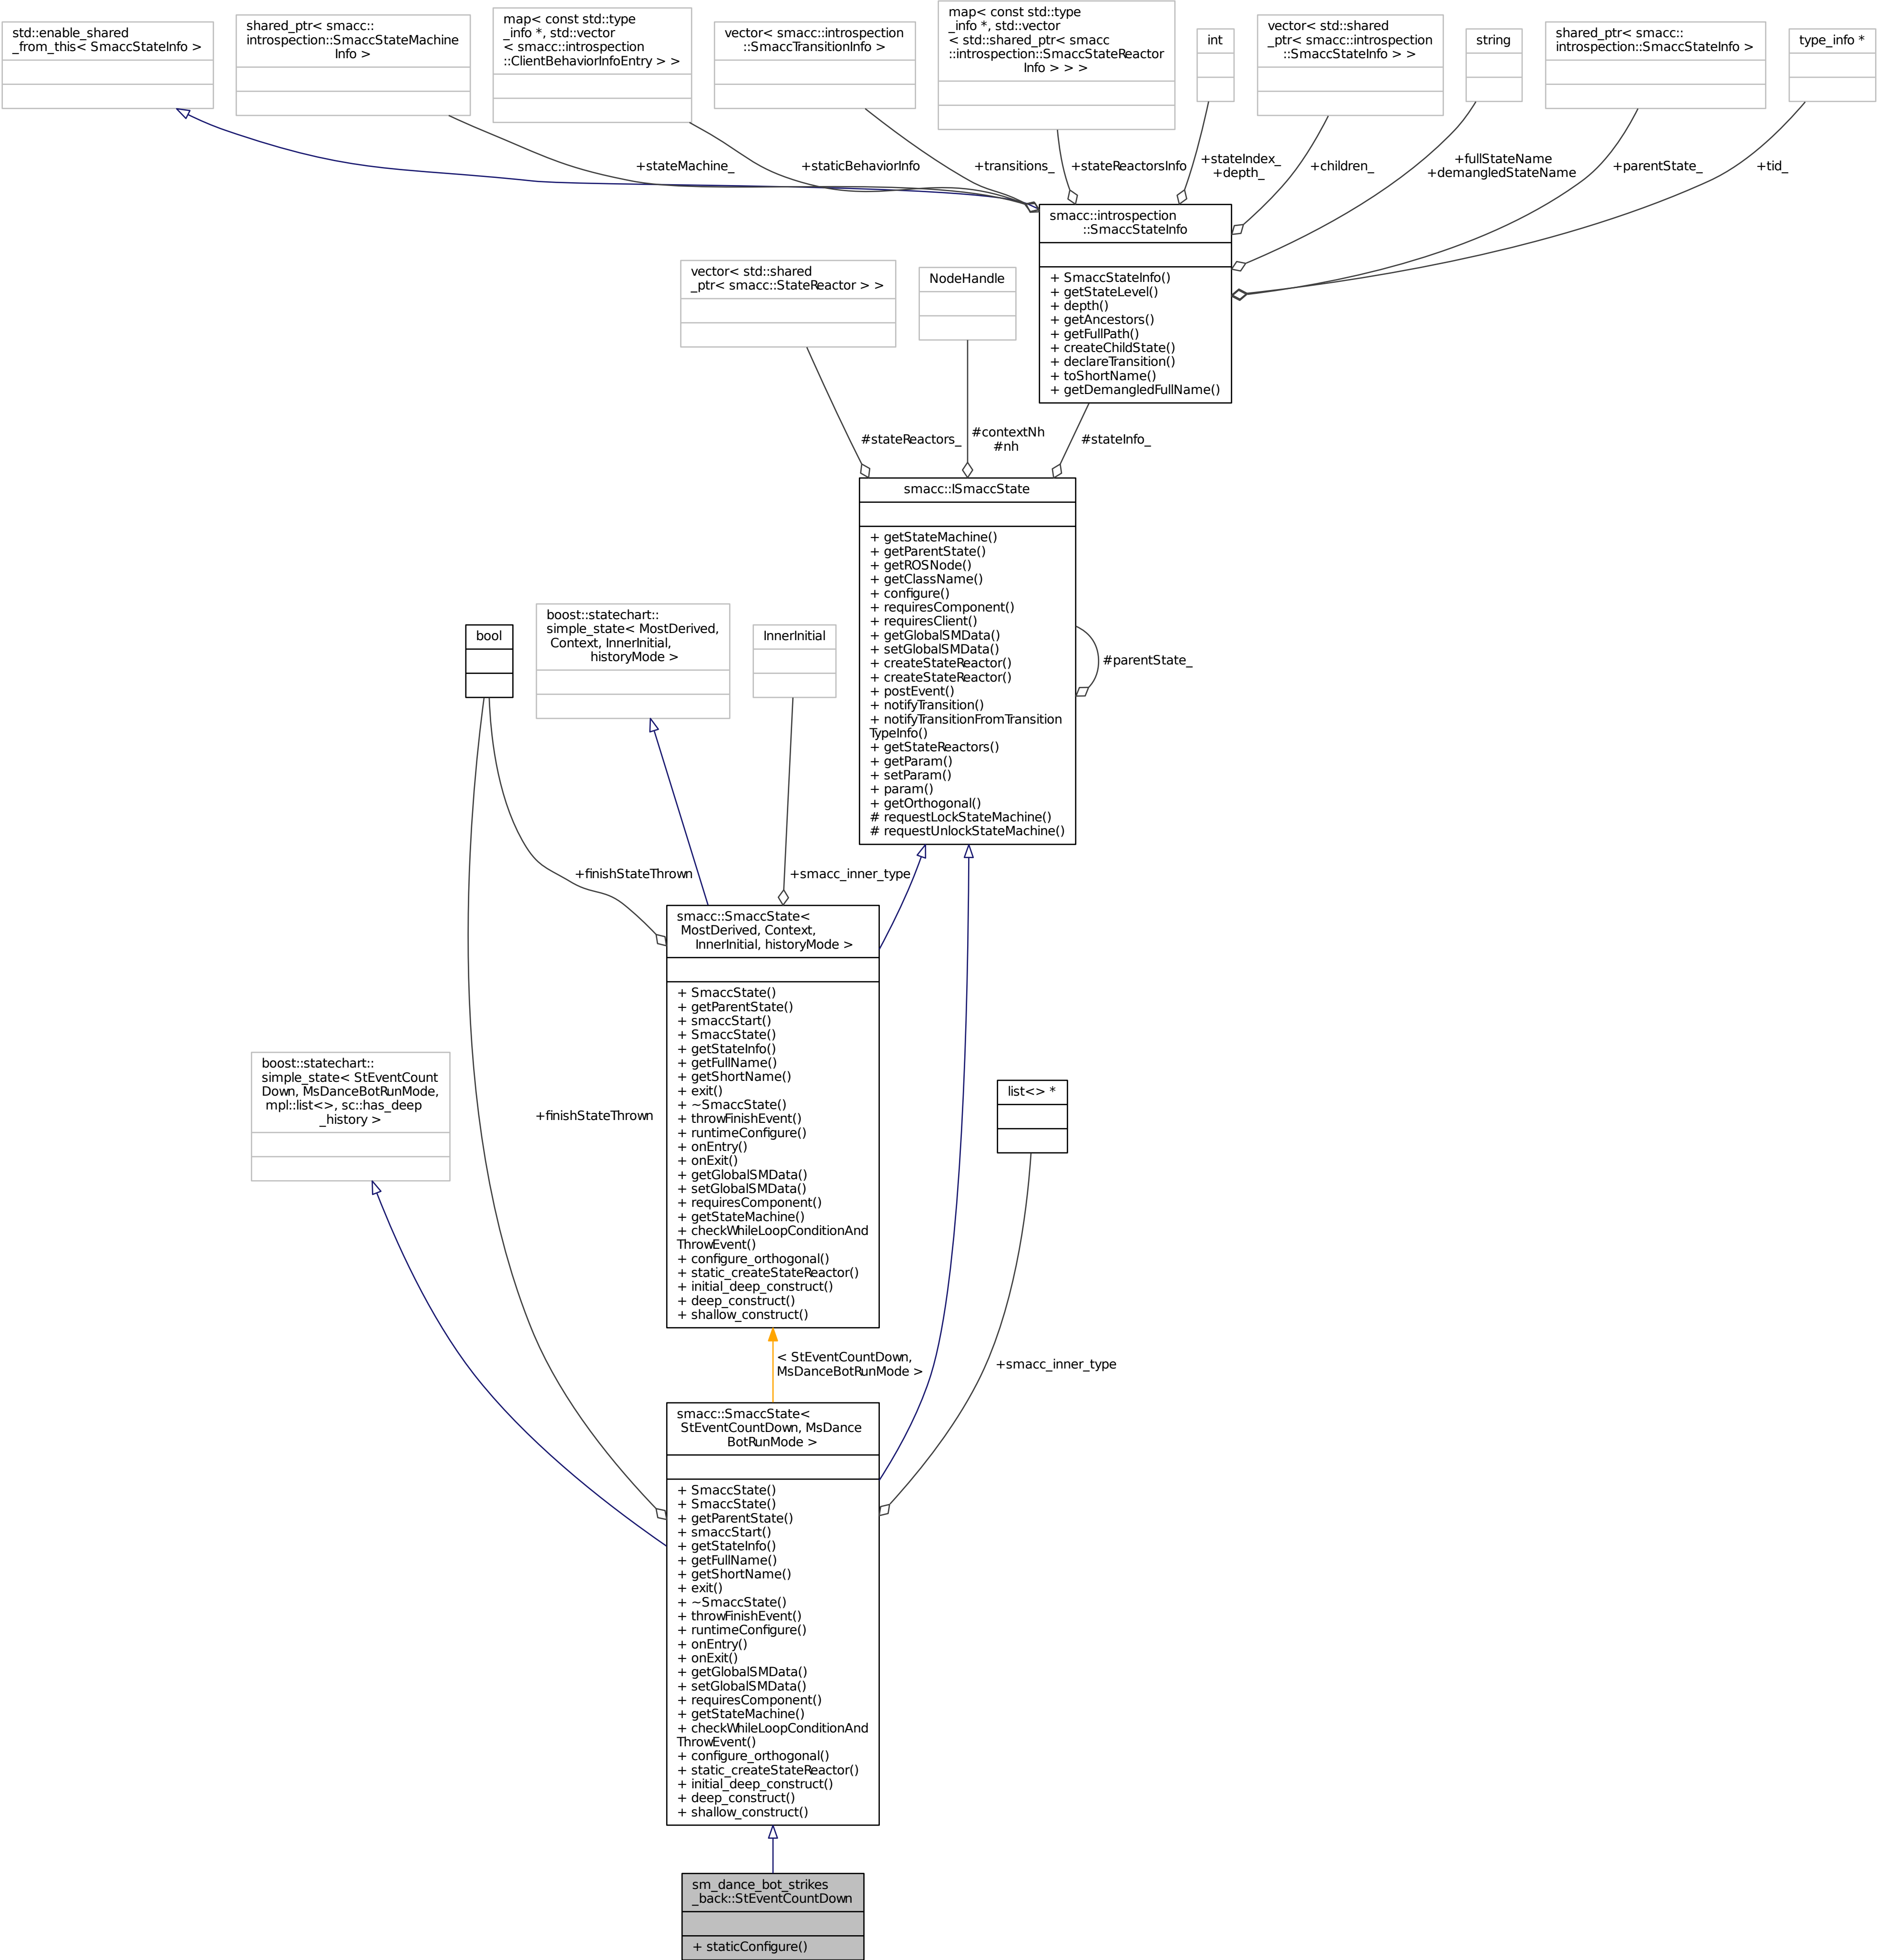 std::enable_shared
_from_this< SmaccStateInfo >
shared_ptr< smacc::
introspection::SmaccStateMachine
Info >
map< const std::type
_info *, std::vector
< smacc::introspection
::ClientBehaviorInfoEntry > >
vector< smacc::introspection
::SmaccTransitionInfo >
map< const std::type
_info *, std::vector
< std::shared_ptr< smacc
::introspection::SmaccStateReactor
Info > > >
int
vector< std::shared
_ptr< smacc::introspection
::SmaccStateInfo > >
string
shared_ptr< smacc::
introspection::SmaccStateInfo >
type_info *
+stateMachine_
+staticBehaviorInfo
+transitions_
+stateReactorsInfo
+stateIndex_
+depth_
+children_
+fullStateName
+demangledStateName
+parentState_
+tid_
smacc::introspection
::SmaccStateInfo
+ SmaccStateInfo()
+ getStateLevel()
+ depth()
+ getAncestors()
+ getFullPath()
+ createChildState()
+ declareTransition()
+ toShortName()
+ getDemangledFullName()
vector< std::shared
_ptr< smacc::StateReactor > >
NodeHandle
#stateReactors_
#contextNh
#nh
#stateInfo_
smacc::ISmaccState
+ getStateMachine()
+ getParentState()
+ getROSNode()
+ getClassName()
+ configure()
+ requiresComponent()
+ requiresClient()
+ getGlobalSMData()
+ setGlobalSMData()
+ createStateReactor()
+ createStateReactor()
+ postEvent()
+ notifyTransition()
+ notifyTransitionFromTransition
TypeInfo()
+ getStateReactors()
+ getParam()
+ setParam()
+ param()
+ getOrthogonal()
# requestLockStateMachine()
# requestUnlockStateMachine()
#parentState_
bool
boost::statechart::
simple_state< MostDerived,
Context, InnerInitial,
historyMode >
InnerInitial
+finishStateThrown
+smacc_inner_type
smacc::SmaccState<
MostDerived, Context,
InnerInitial, historyMode >
+ SmaccState()
+ getParentState()
+ smaccStart()
+ SmaccState()
+ getStateInfo()
+ getFullName()
+ getShortName()
+ exit()
+ ~SmaccState()
+ throwFinishEvent()
+ runtimeConfigure()
+ onEntry()
+ onExit()
+ getGlobalSMData()
+ setGlobalSMData()
+ requiresComponent()
+ getStateMachine()
+ checkWhileLoopConditionAnd
ThrowEvent()
+ configure_orthogonal()
+ static_createStateReactor()
+ initial_deep_construct()
+ deep_construct()
+ shallow_construct()
boost::statechart::
simple_state< StEventCount
Down, MsDanceBotRunMode,
mpl::list<>, sc::has_deep
_history >
+finishStateThrown
list<> *
< StEventCountDown,
MsDanceBotRunMode >
+smacc_inner_type
smacc::SmaccState<
StEventCountDown, MsDance
BotRunMode >
+ SmaccState()
+ SmaccState()
+ getParentState()
+ smaccStart()
+ getStateInfo()
+ getFullName()
+ getShortName()
+ exit()
+ ~SmaccState()
+ throwFinishEvent()
+ runtimeConfigure()
+ onEntry()
+ onExit()
+ getGlobalSMData()
+ setGlobalSMData()
+ requiresComponent()
+ getStateMachine()
+ checkWhileLoopConditionAnd
ThrowEvent()
+ configure_orthogonal()
+ static_createStateReactor()
+ initial_deep_construct()
+ deep_construct()
+ shallow_construct()
sm_dance_bot_strikes
_back::StEventCountDown
+ staticConfigure()